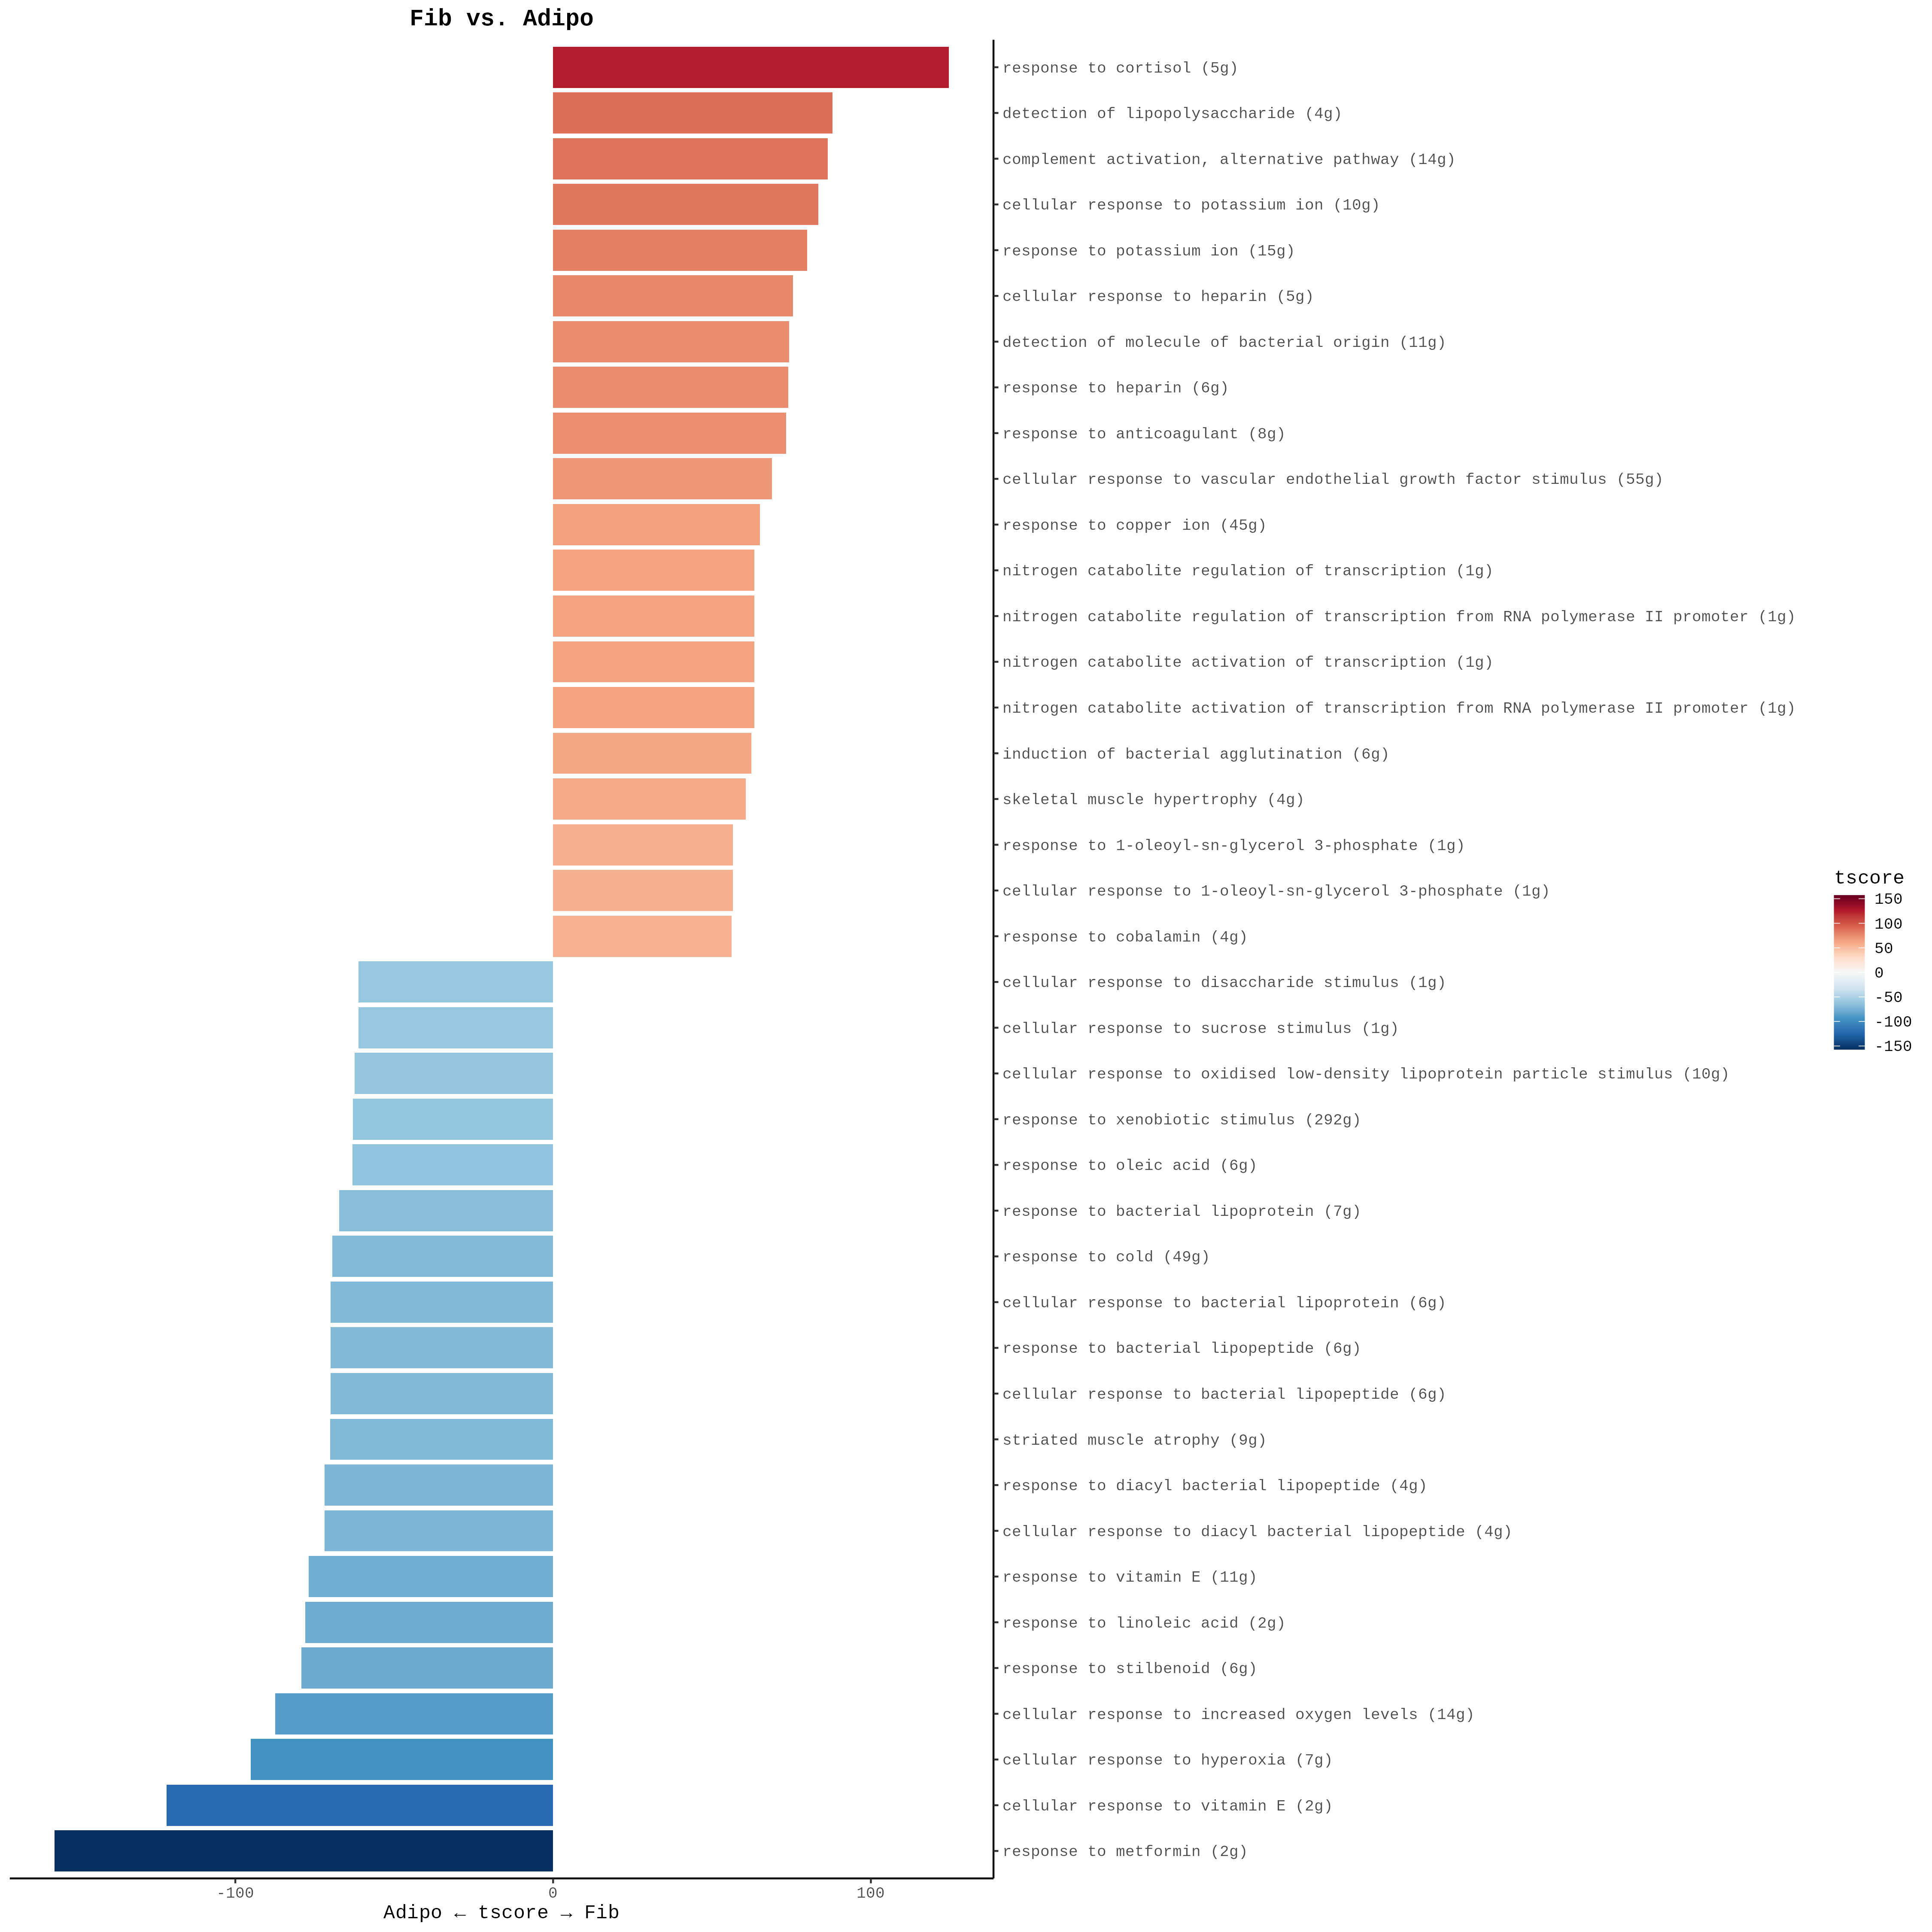 Fib vs. Adipo
response to cortisol (5g)
detection of lipopolysaccharide (4g)
complement activation, alternative pathway (14g)
cellular response to potassium ion (10g)
response to potassium ion (15g)
cellular response to heparin (5g)
detection of molecule of bacterial origin (11g)
response to heparin (6g)
response to anticoagulant (8g)
cellular response to vascular endothelial growth factor stimulus (55g)
response to copper ion (45g)
nitrogen catabolite regulation of transcription (1g)
nitrogen catabolite regulation of transcription from RNA polymerase II promoter (1g)
nitrogen catabolite activation of transcription (1g)
nitrogen catabolite activation of transcription from RNA polymerase II promoter (1g)
induction of bacterial agglutination (6g)
skeletal muscle hypertrophy (4g)
response to 1-oleoyl-sn-glycerol 3-phosphate (1g)
cellular response to 1-oleoyl-sn-glycerol 3-phosphate (1g)
response to cobalamin (4g)
cellular response to disaccharide stimulus (1g)
cellular response to sucrose stimulus (1g)
cellular response to oxidised low-density lipoprotein particle stimulus (10g)
response to xenobiotic stimulus (292g)
response to oleic acid (6g)
response to bacterial lipoprotein (7g)
response to cold (49g)
cellular response to bacterial lipoprotein (6g)
response to bacterial lipopeptide (6g)
cellular response to bacterial lipopeptide (6g)
striated muscle atrophy (9g)
response to diacyl bacterial lipopeptide (4g)
cellular response to diacyl bacterial lipopeptide (4g)
response to vitamin E (11g)
response to linoleic acid (2g)
response to stilbenoid (6g)
cellular response to increased oxygen levels (14g)
cellular response to hyperoxia (7g)
cellular response to vitamin E (2g)
response to metformin (2g)
-100 0 100
Adipo ← tscore → Fib
tscore
150
100
50
0
-50
-100
-150